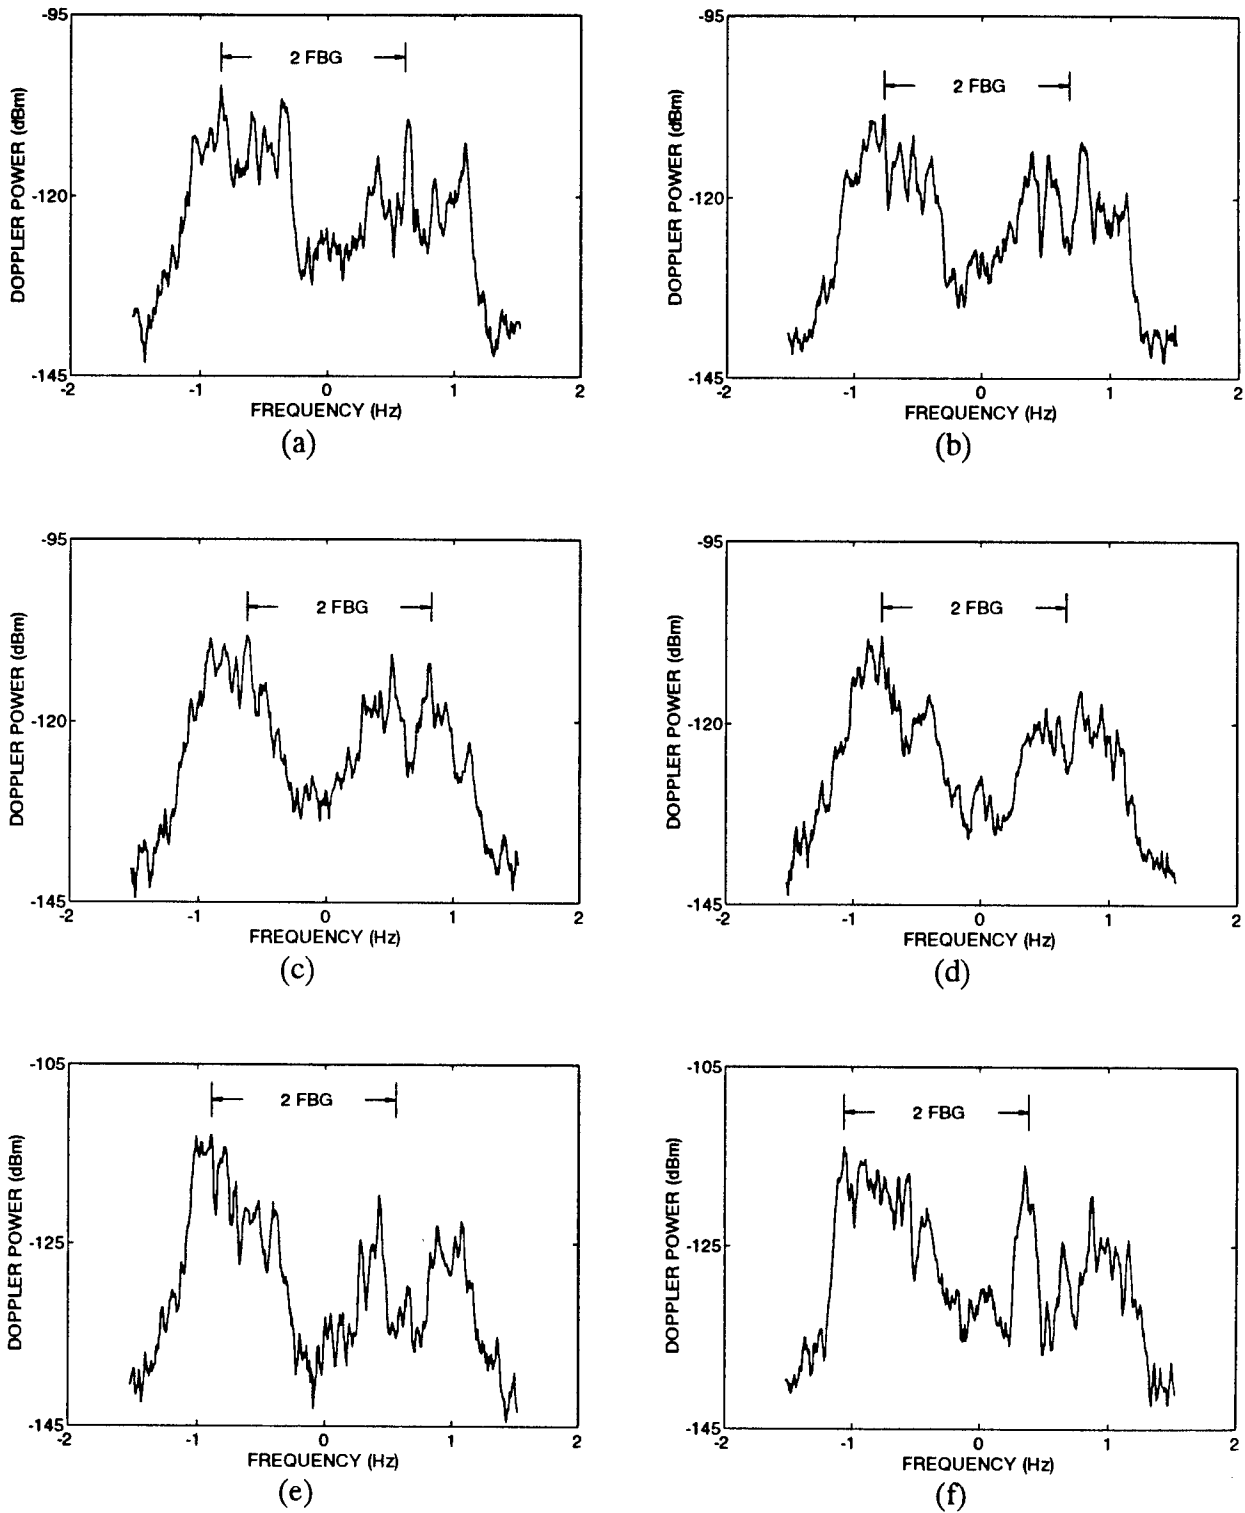 -95
2 FBG
DOPPLER POWER (dBm)
-120
-145
-2 -1 0 1 2
FREQUENCY (Hz)
(a)
-95
2 FBG
DOPPLER POWER (dBm)
-120
-145
-2 -1 0 1 2
FREQUENCY (Hz)
(b)
-95
2 FBG
DOPPLER POWER (dBm)
-120
-145
-2 -1 0 1 2
FREQUENCY (Hz)
(c)
-95
2 FBG
DOPPLER POWER (dBm)
-120
-145
-2 -1 0 1 2
FREQUENCY (Hz)
(d)
-105
2 FBG
DOPPLER POWER (dBm)
-125
-145
-2 -1 0 1 2
FREQUENCY (Hz)
(e)
-105
2 FBG
DOPPLER POWER (dBm)
-125
-145
-2 -1 0 1 2
FREQUENCY (Hz)
(f)